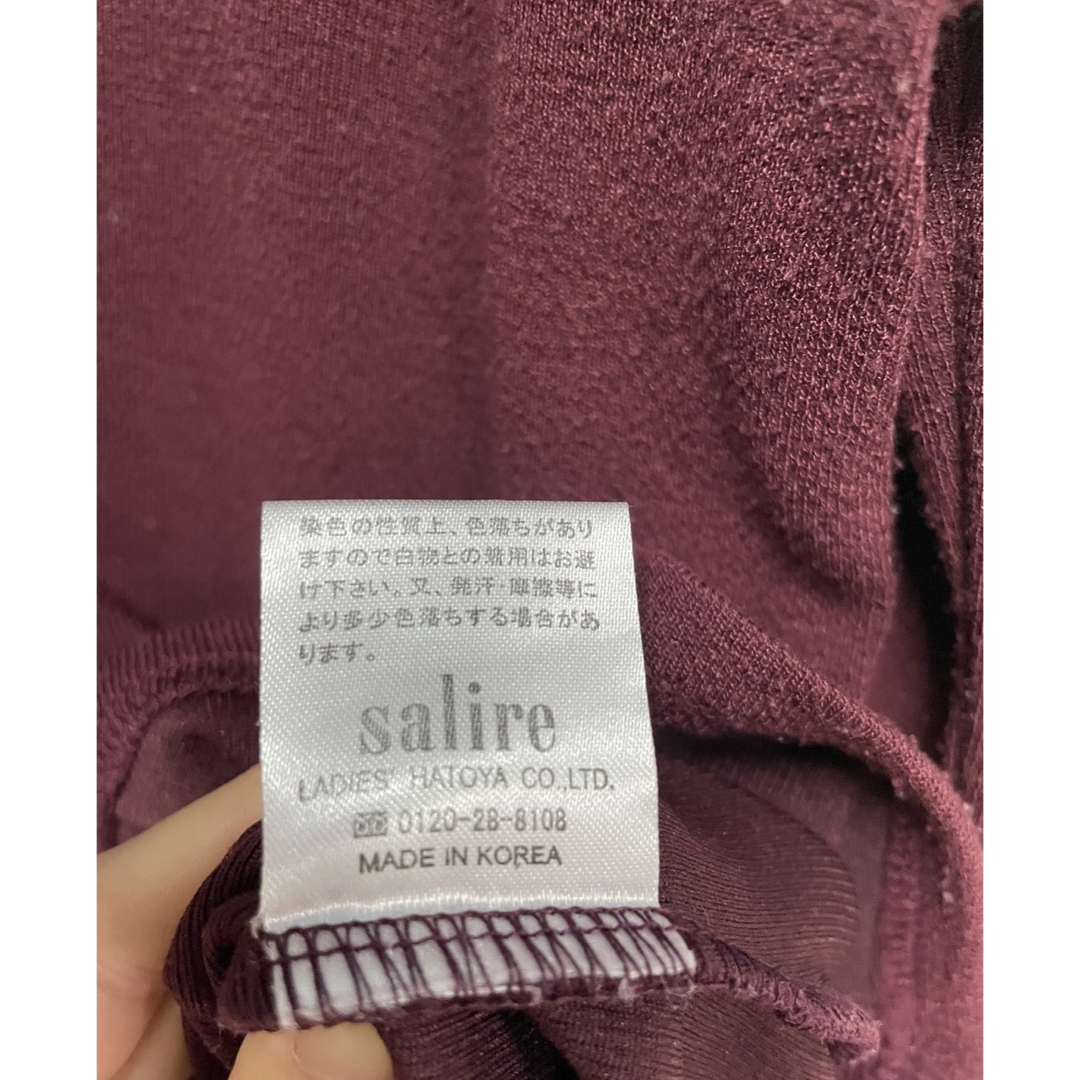 染色の性質上、色落ちがあり
ますので白物との着用はお避
け下さい。又、発汗・摩擦等に
より多少色落ちする場合があ
ります。
salire
LADIES' HATOYA CO.,LTD.
0120-28-8108
MADE IN KOREA